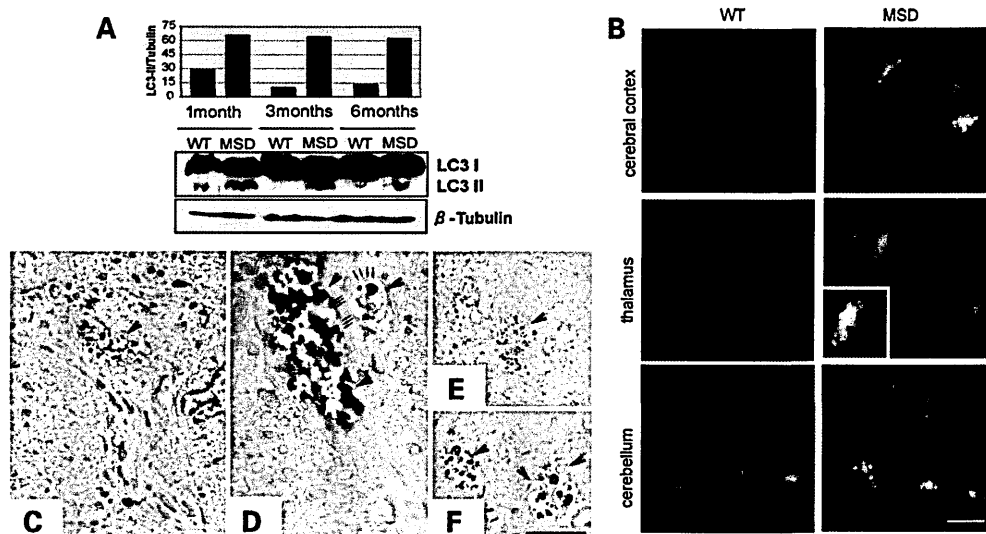 A
LC3-II/Tubulin
75
60
45
30
15
0
1month 3months 6months
WT MSD WT MSD WT MSD
LC3 I
LC3 II
β-Tubulin
B
WT MSD
cerebral cortex
thalamus
cerebellum
C
D
E
F